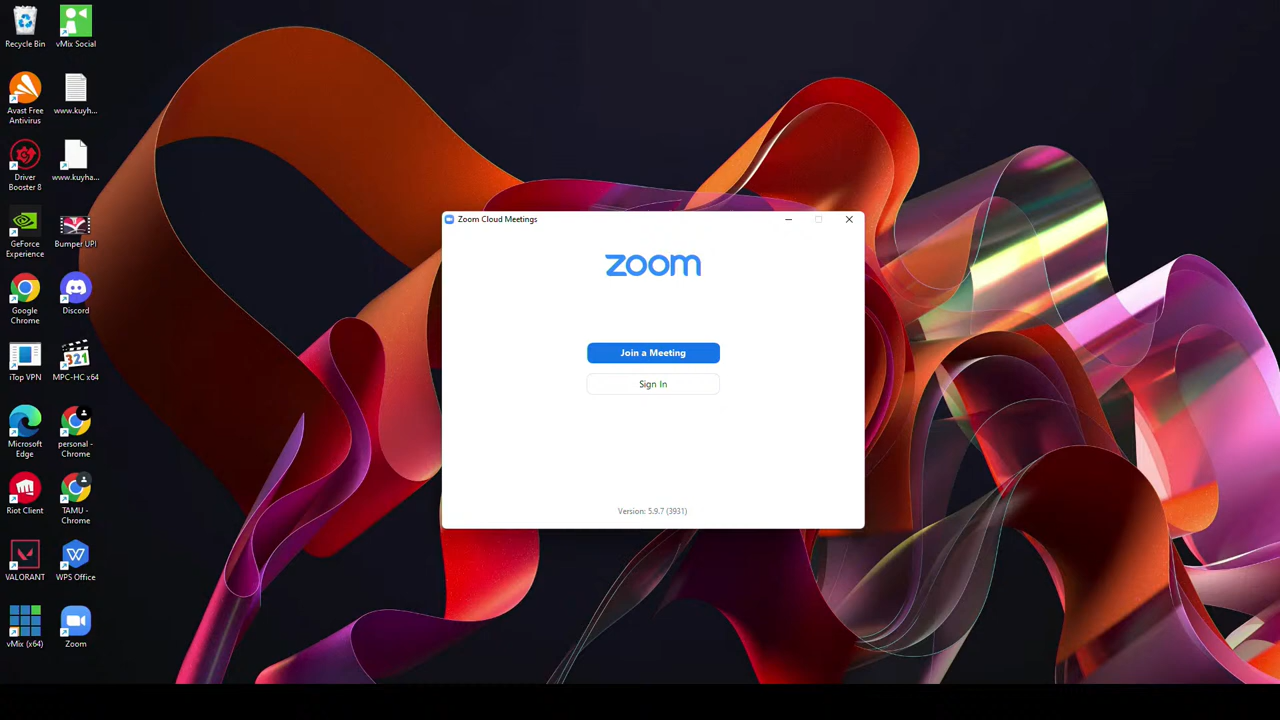 Recycle Bin
vMix Social
Avast Free
Antivirus
www.kuyh...
Driver
Booster 8
www.kuyha...
GeForce
Experience
Bumper UPI
Google
Chrome
Discord
iTop VPN
MPC-HC x64
Microsoft
Edge
personal -
Chrome
Riot Client
TAMU -
Chrome
VALORANT
WPS Office
vMix (x64)
Zoom
Zoom Cloud Meetings
zoom
Join a Meeting
Sign In
Version: 5.9.7 (3931)